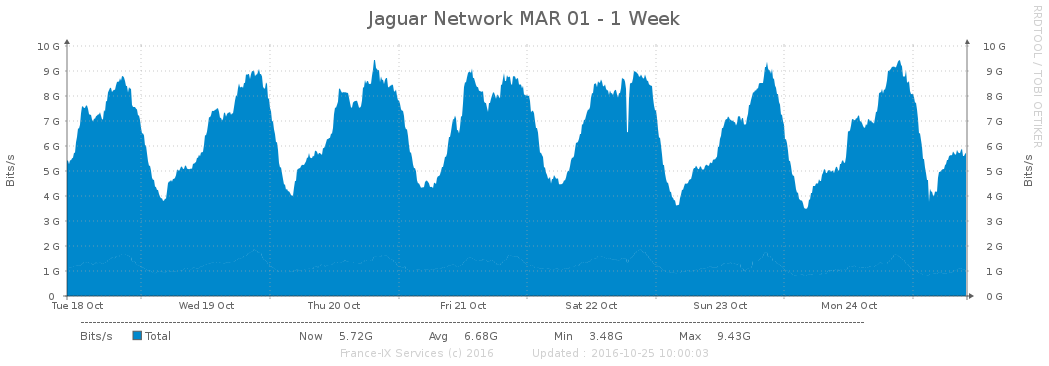 Jaguar Network MAR 01 - 1 Week
RRDTOOL / TOBI OETIKER
Bits/s
Bits/s
10 G 10 G
9 G 9 G
8 G 8 G
7 G 7 G
6 G 6 G
5 G 5 G
4 G 4 G
3 G 3 G
2 G 2 G
1 G 1 G
0 0 G
Tue 18 Oct Wed 19 Oct Thu 20 Oct Fri 21 Oct Sat 22 Oct Sun 23 Oct Mon 24 Oct
Bits/s Total Now 5.72G Avg 6.68G Min 3.48G Max 9.43G
France-IX Services (c) 2016 Updated : 2016-10-25 10:00:03